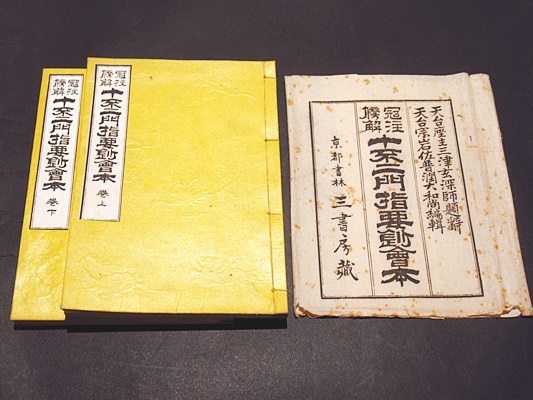 冠注
傍解
十不二門指要鈔會本
卷下
冠注
傍解
十不二門指要鈔會本
卷上
天台座主三津玄深師題辭
天台宗岩佐普潤大和尚編輯
冠注
傍解
十不二門指要鈔會本
京都書林 三書房藏